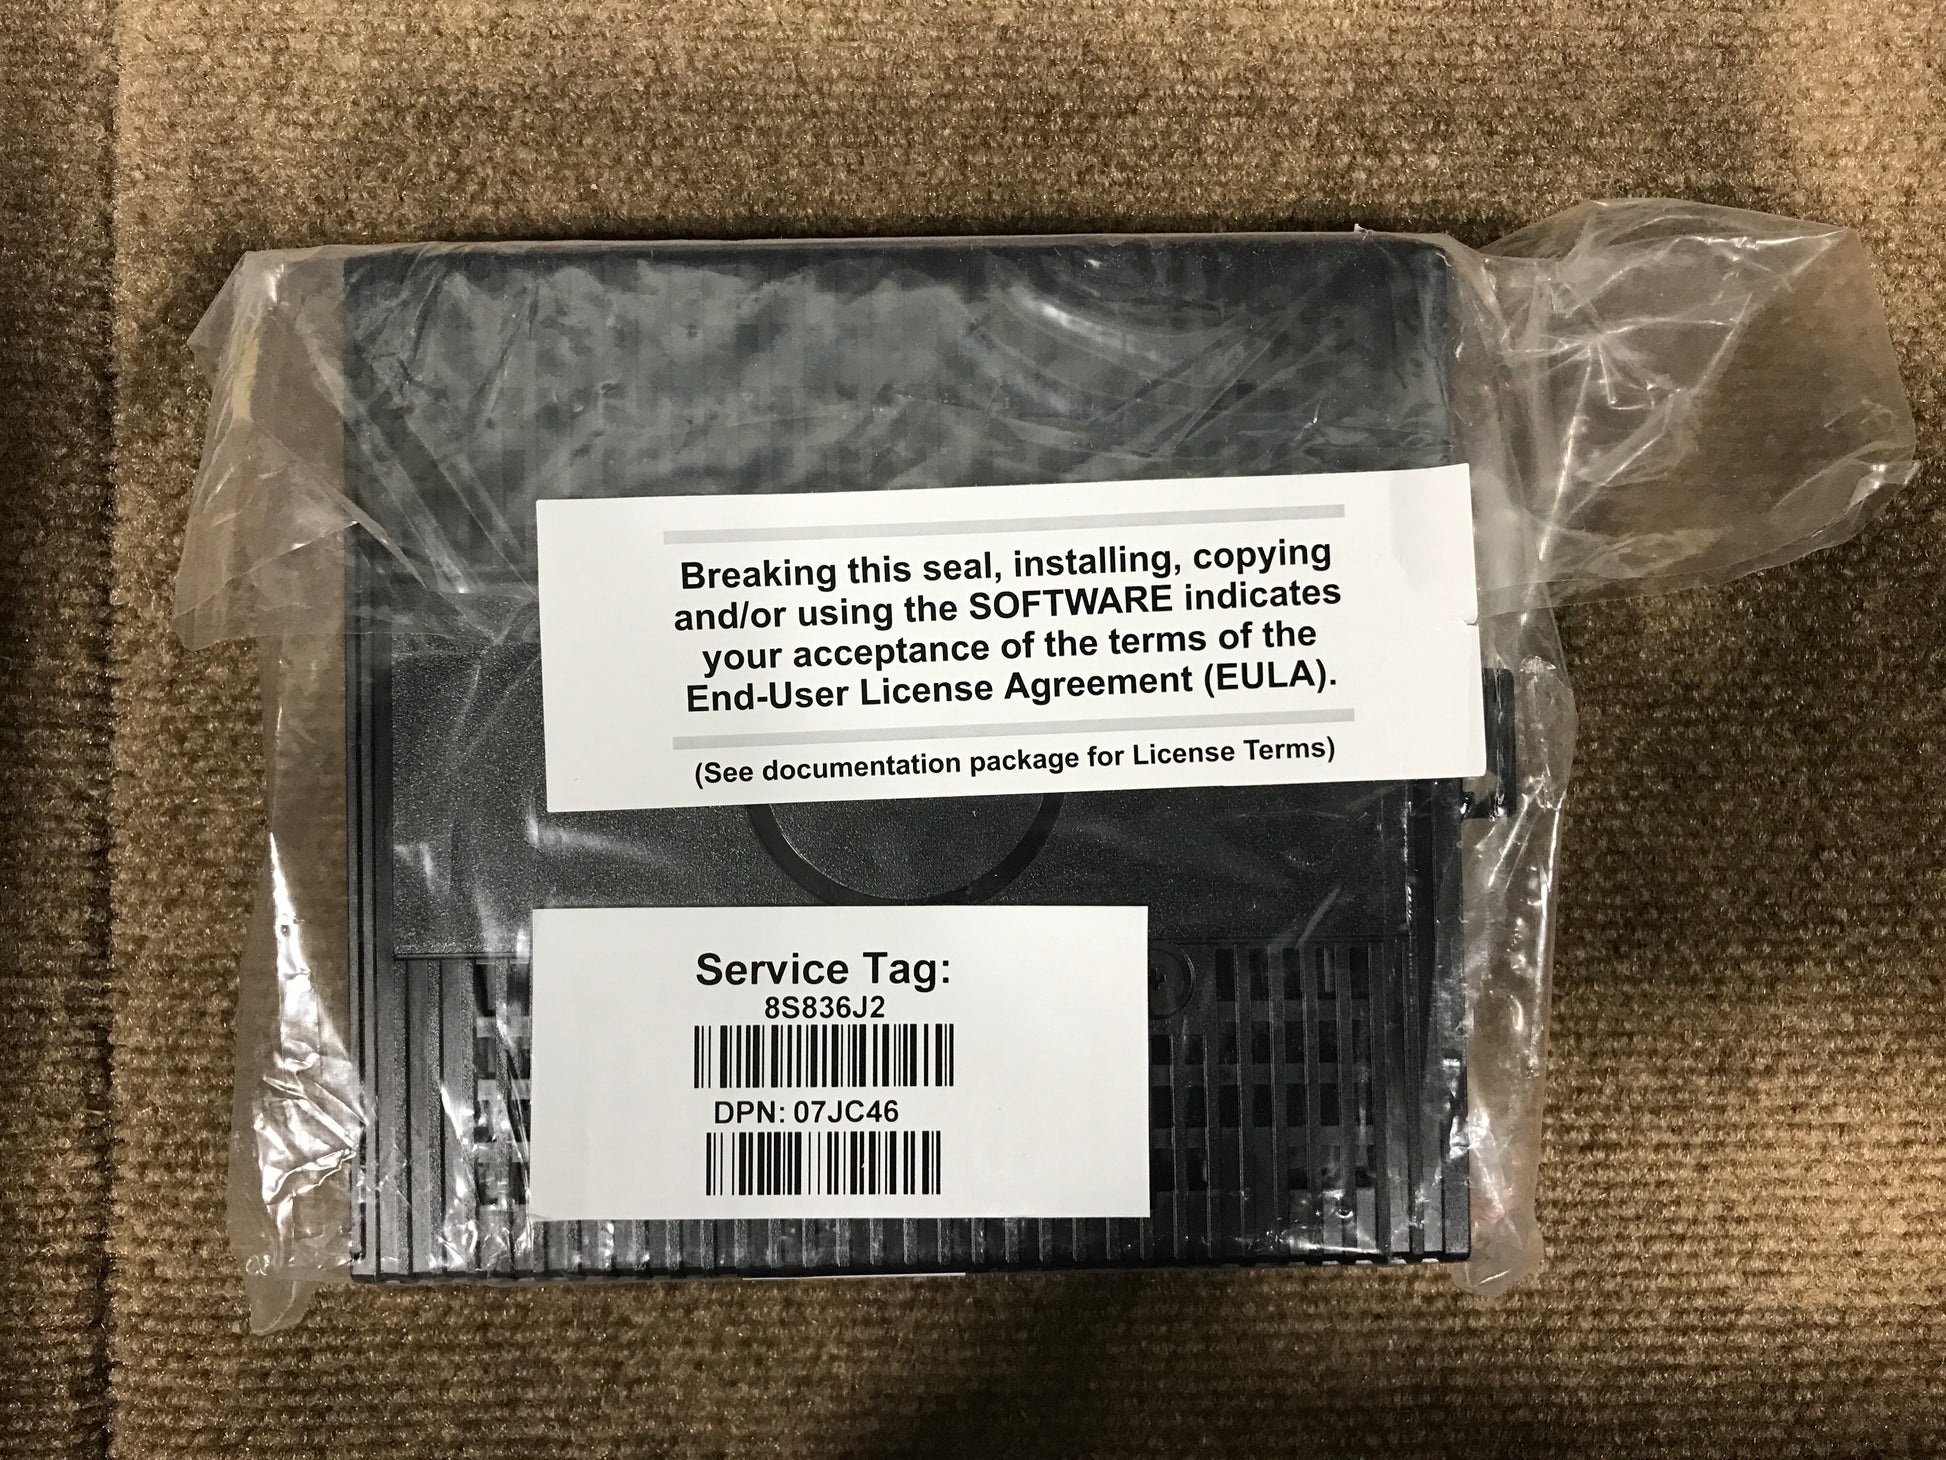 Breaking this seal, installing, copying
and/or using the SOFTWARE indicates
your acceptance of the terms of the
End-User License Agreement (EULA).
(See documentation package for License Terms)
Service Tag:
8S836J2
DPN: 07JC46